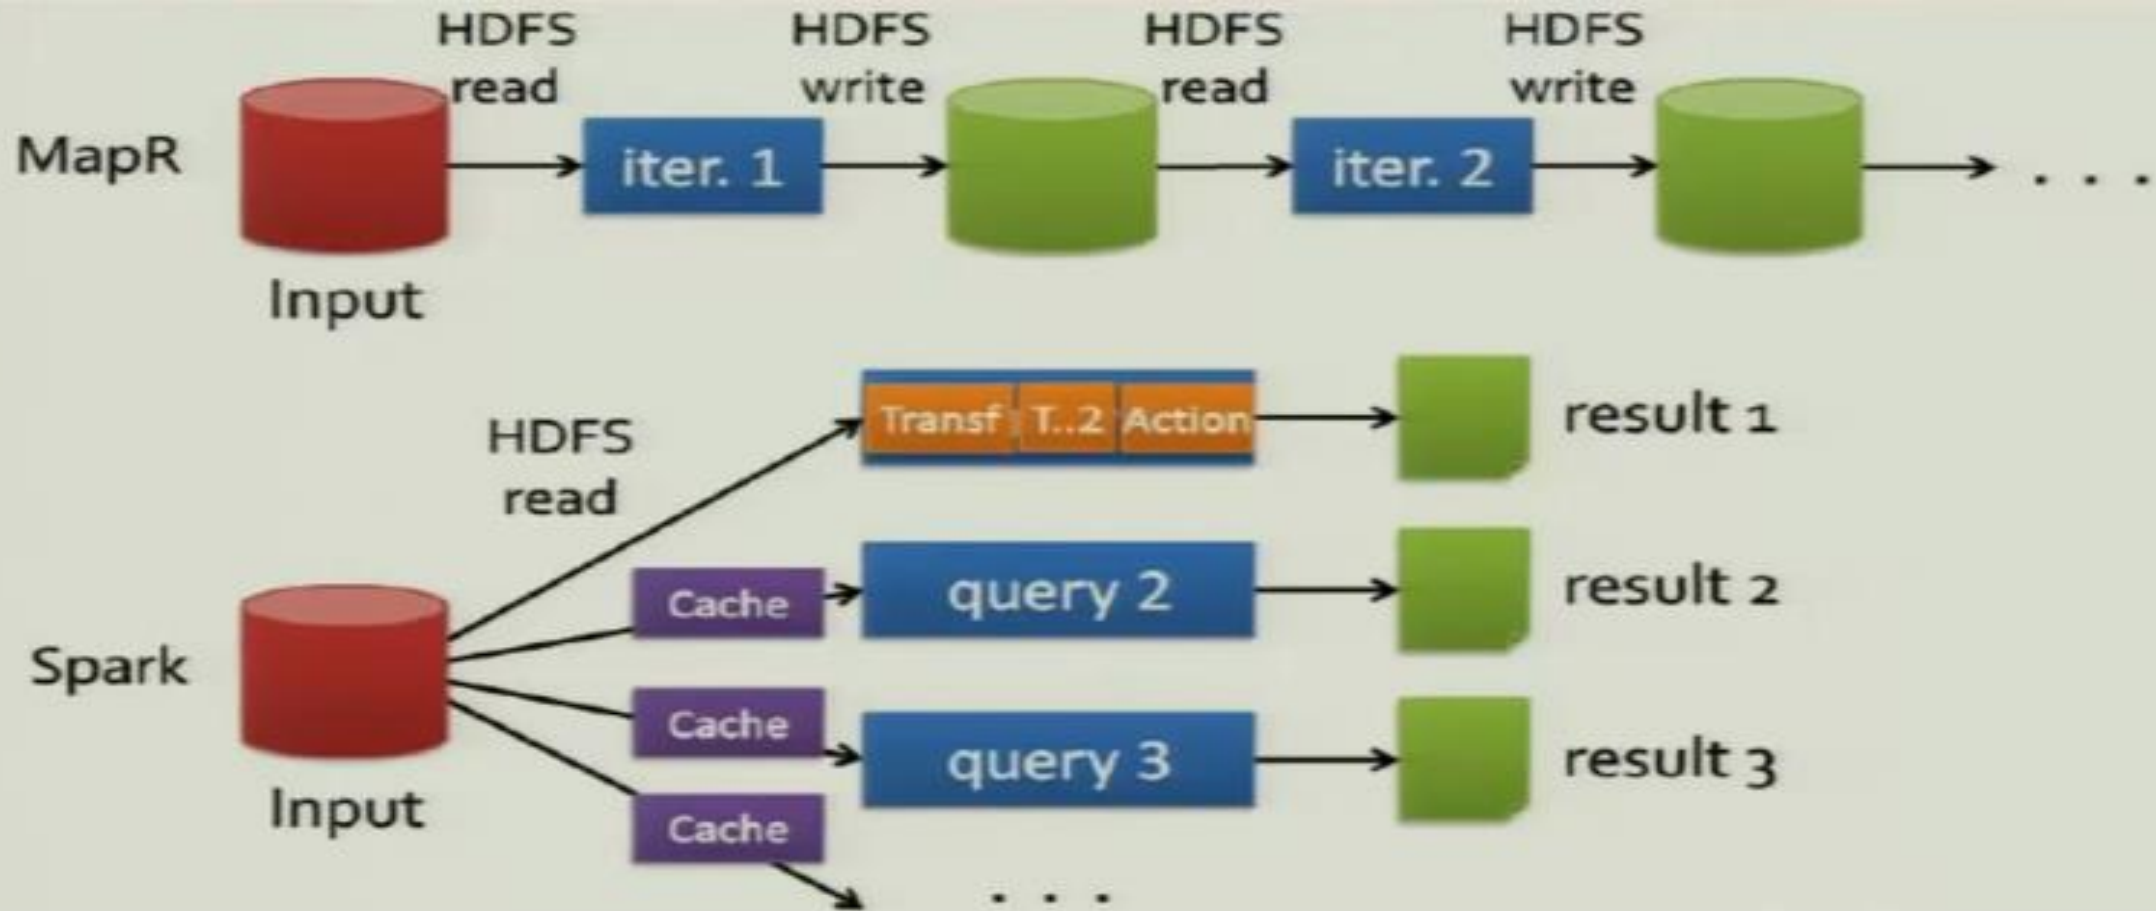 HDFS
read
HDFS
write
HDFS
read
HDFS
write
MapR
iter. 1
iter. 2
. . .
Input
HDFS
read
Transf
T..2
Action
result 1
Cache
query 2
result 2
Spark
Cache
query 3
result 3
Input
Cache
. . .